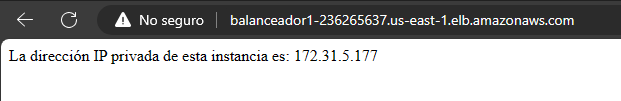 No seguro
balanceador1-236265637.us-east-1.elb.amazonaws.com
La dirección IP privada de esta instancia es: 172.31.5.177